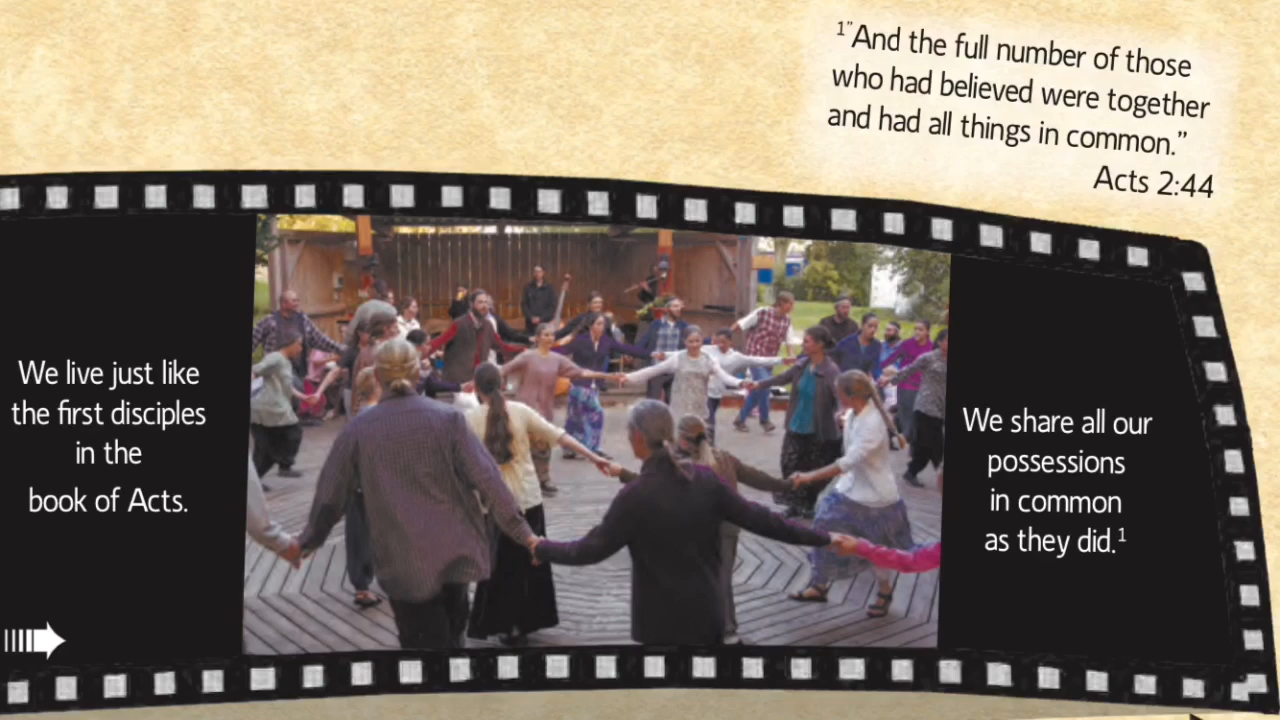 1"And the full number of those
who had believed were together
and had all things in common."
Acts 2:44
We live just like
the first disciples
in the
book of Acts.
We share all our
possessions
in common
as they did.1